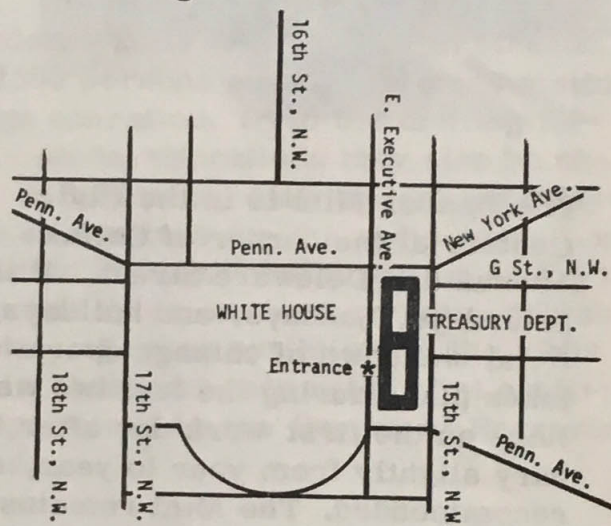 16th St., N.W.
E. Executive Ave.
Penn. Ave.
Penn. Ave.
New York Ave.
G St., N.W.
WHITE HOUSE
TREASURY DEPT.
Entrance *
18th St., N.W.
17th St., N.W.
15th St., NW
Penn. Ave.